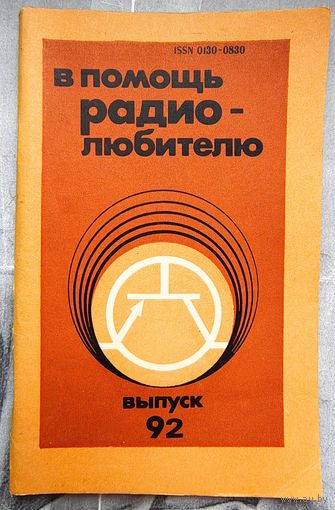 ISSN 0130-0830
в помощь
радио-
любителю
выпуск
92